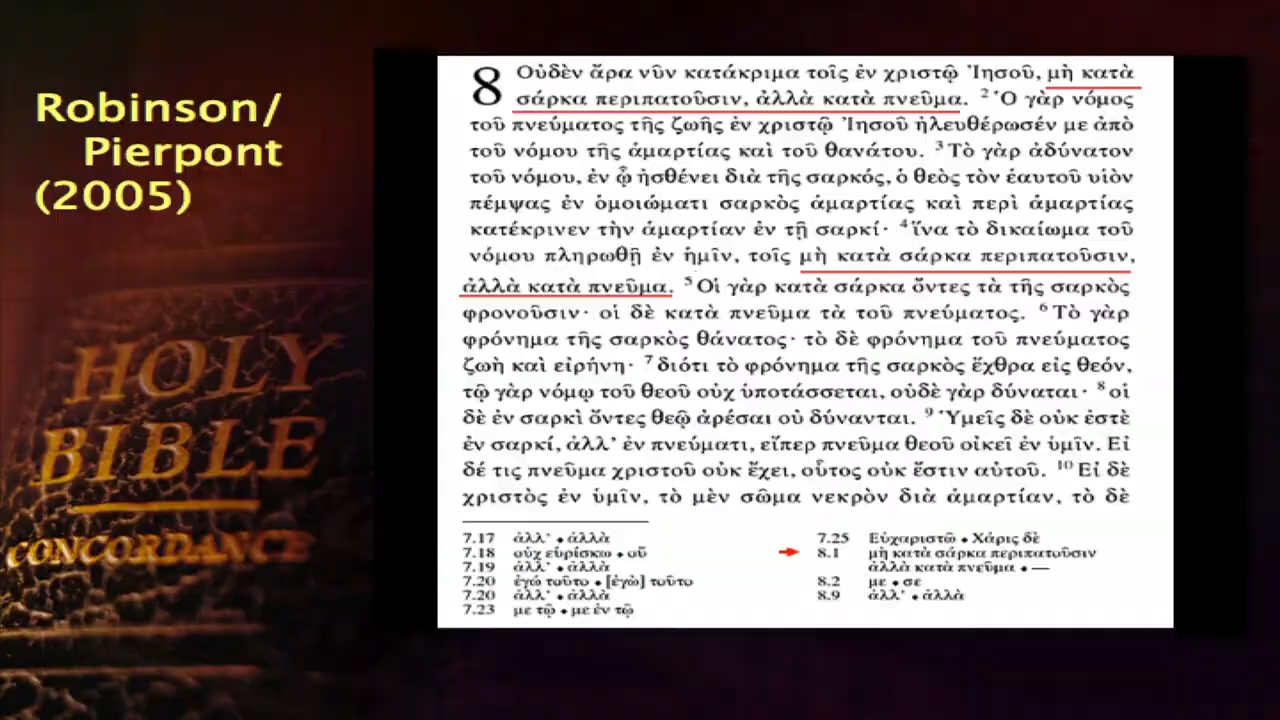 Robinson/
Pierpont
(2005)
HOLY
BIBLE
CONCORDANCE
8 Οὐδὲν ἄρα νῦν κατάκριμα τοῖς ἐν χριστῷ Ἰησοῦ, μὴ κατὰ
σάρκα περιπατοῦσιν, ἀλλὰ κατὰ πνεῦμα. 2 Ὁ γὰρ νόμος
τοῦ πνεύματος τῆς ζωῆς ἐν χριστῷ Ἰησοῦ ἠλευθέρωσέν με ἀπὸ
τοῦ νόμου τῆς ἁμαρτίας καὶ τοῦ θανάτου. 3 Τὸ γὰρ ἀδύνατον
τοῦ νόμου, ἐν ᾧ ἠσθένει διὰ τῆς σαρκός, ὁ θεὸς τὸν ἑαυτοῦ υἱὸν
πέμψας ἐν ὁμοιώματι σαρκὸς ἁμαρτίας καὶ περὶ ἁμαρτίας
κατέκρινεν τὴν ἁμαρτίαν ἐν τῇ σαρκί· 4 ἵνα τὸ δικαίωμα τοῦ
νόμου πληρωθῇ ἐν ἡμῖν, τοῖς μὴ κατὰ σάρκα περιπατοῦσιν,
ἀλλὰ κατὰ πνεῦμα. 5 Οἱ γὰρ κατὰ σάρκα ὄντες τὰ τῆς σαρκὸς
φρονοῦσιν· οἱ δὲ κατὰ πνεῦμα τὰ τοῦ πνεύματος. 6 Τὸ γὰρ
φρόνημα τῆς σαρκὸς θάνατος· τὸ δὲ φρόνημα τοῦ πνεύματος
ζωὴ καὶ εἰρήνη· 7 διότι τὸ φρόνημα τῆς σαρκὸς ἔχθρα εἰς θεόν,
τῷ γὰρ νόμῳ τοῦ θεοῦ οὐχ ὑποτάσσεται, οὐδὲ γὰρ δύναται· 8 οἱ
δὲ ἐν σαρκὶ ὄντες θεῷ ἀρέσαι οὐ δύνανται. 9 Ὑμεῖς δὲ οὐκ ἐστὲ
ἐν σαρκί, ἀλλ’ ἐν πνεύματι, εἴπερ πνεῦμα θεοῦ οἰκεῖ ἐν ὑμῖν. Εἰ
δέ τις πνεῦμα χριστοῦ οὐκ ἔχει, οὗτος οὐκ ἔστιν αὐτοῦ. 10 Εἰ δὲ
χριστὸς ἐν ὑμῖν, τὸ μὲν σῶμα νεκρὸν διὰ ἁμαρτίαν, τὸ δὲ
7.17 ἀλλ’ ⬥ ἀλλὰ
7.18 οὐχ εὑρίσκω ⬥ οὔ
7.19 ἀλλ’ ⬥ ἀλλὰ
7.20 ἐγὼ τοῦτο ⬥ [ἐγὼ] τοῦτο
7.20 ἀλλ’ ⬥ ἀλλὰ
7.23 με τῷ ⬥ με ἐν τῷ
7.25 Εὐχαριστῶ ⬥ Χάρις δὲ
8.1 μὴ κατὰ σάρκα περιπατοῦσιν
ἀλλὰ κατὰ πνεῦμα ⬥ —
8.2 με ⬥ σε
8.9 ἀλλ’ ⬥ ἀλλὰ